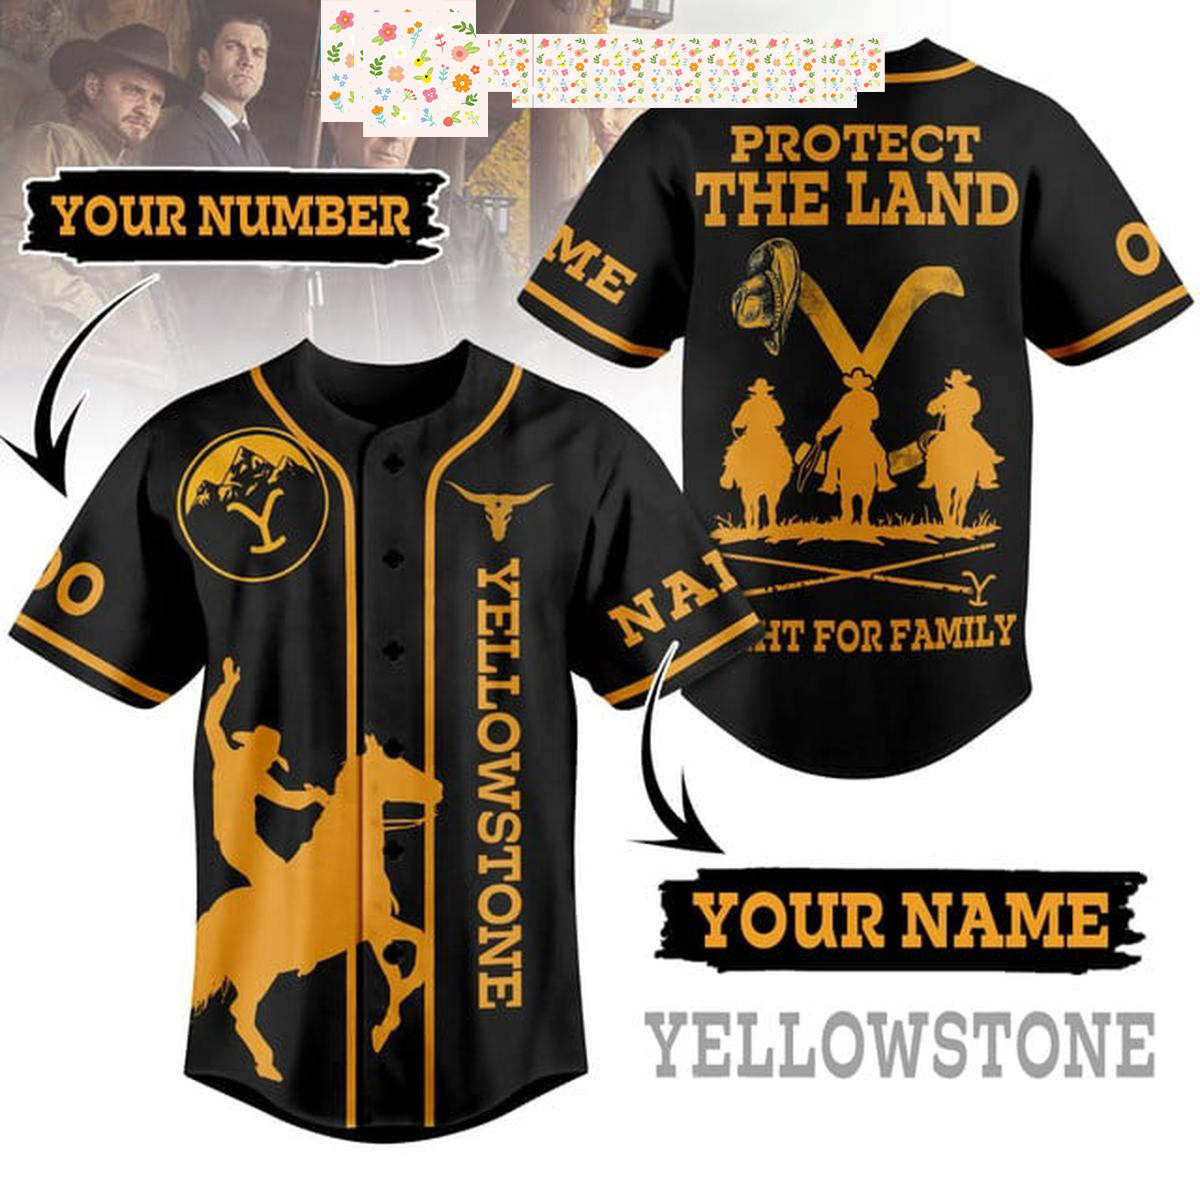 YOUR NUMBER
PROTECT
THE LAND
ME
O
Y
HT FOR FAMILY
Y
OO
Y
YELLOWSTONE
NA
YOUR NAME
YELLOWSTONE